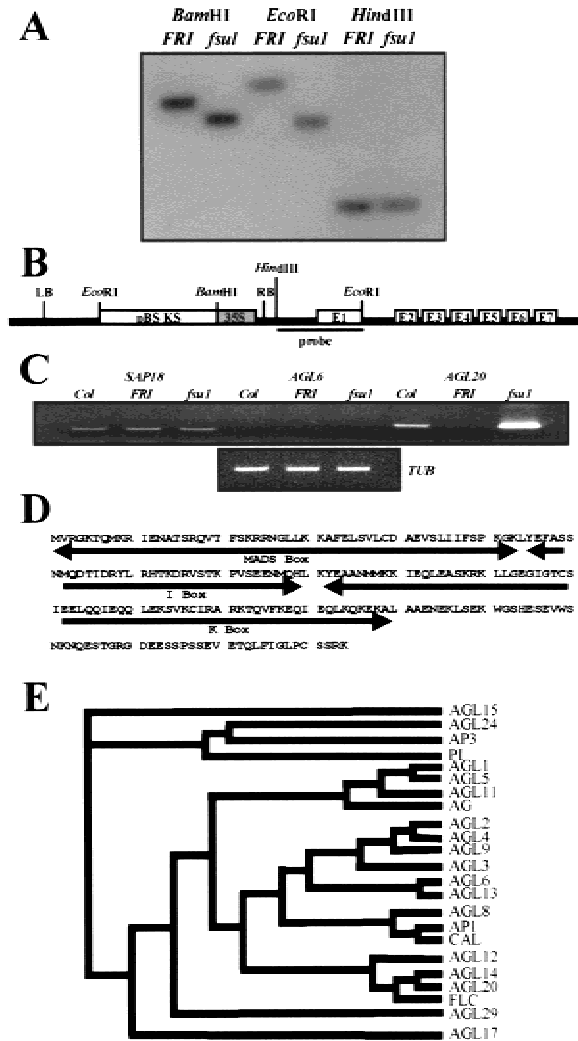 A
BamHI EcoRI HindIII
FRI fsu1 FRI fsu1 FRI fsu1
B
HindIII
LB EcoRI BamHI RB EcoRI
pBS KS 35S E1 E2 E3 E4 E5 E6 E7
probe
C
SAP18 AGL6 AGL20
Col FRI fsu1 Col FRI fsu1 Col FRI fsu1
TUB
D
MVRGKTQMKR IENATSRQVT FSKRRNGLLK KAFELSVLCD AEVSLIIFSP KGKLYEFASS
MADS Box
NMQDTIDRYL RHTKDRVSTK PVSEENMQHL KYEAANMMKK IEQLEASKRK LLGEGIGTCS
I Box
IEELQQIEQQ LEKSVKCIRA RKTQVFKEQI EQLKQKEKAL AAENEKLSEK WGSHESEVWS
K Box
NKNQESTGRG DEESSPSSEV ETQLFIGLPC SSRK
E
AGL15
AGL24
AP3
PI
AGL1
AGL5
AGL11
AG
AGL2
AGL4
AGL9
AGL3
AGL6
AGL13
AGL8
AP1
CAL
AGL12
AGL14
AGL20
FLC
AGL29
AGL17